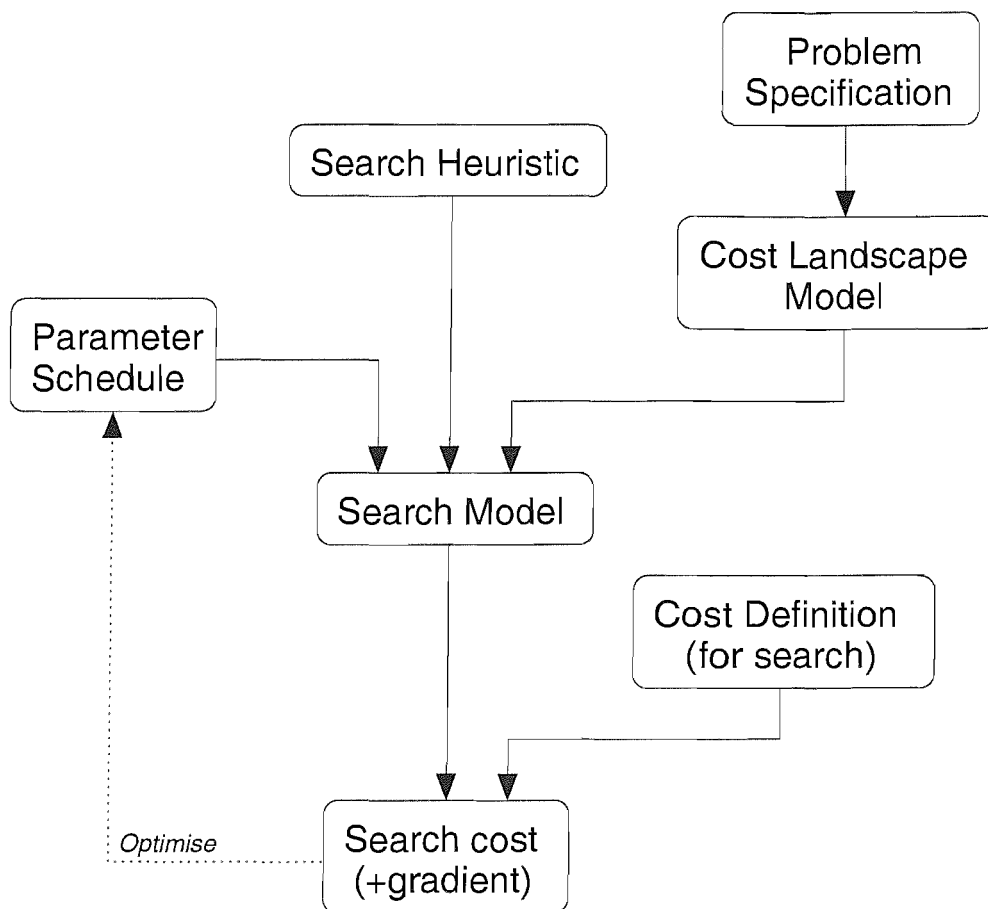 Problem
Specification
Search Heuristic
Cost Landscape
Model
Parameter
Schedule
Search Model
Cost Definition
(for search)
Optimise
Search cost
(+gradient)